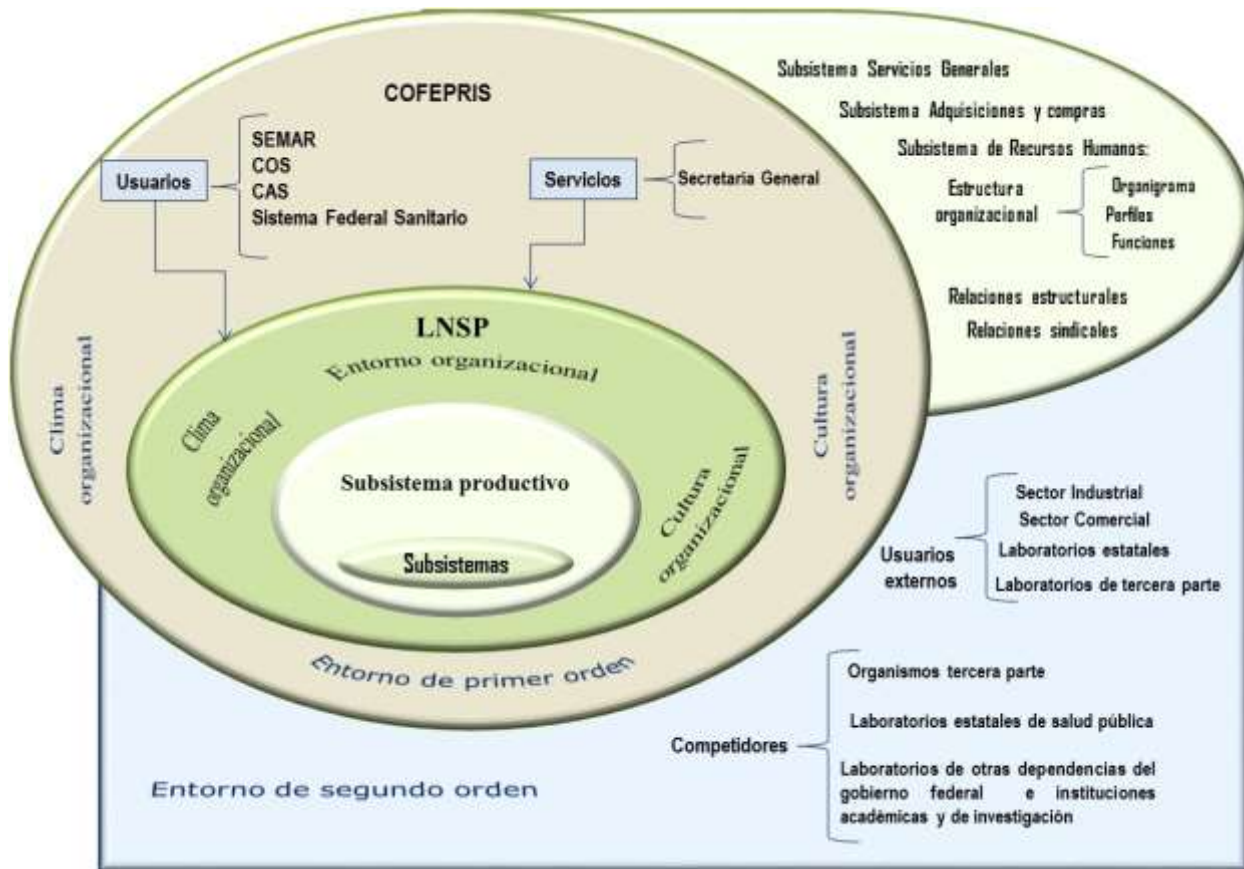 COFEPRIS
Usuarios
SEMAR
COS
CAS
Sistema Federal Sanitario
Servicios
Secretaria General
Clima
organizacional
Cultura
organizacional
LNSP
Entorno organizacional
Clima
organizacional
Cultura
organizacional
Subsistema productivo
Subsistemas
Entorno de primer orden
Subsistema Servicios Generales
Subsistema Adquisiciones y compras
Subsistema de Recursos Humanos:
Estructura
organizacional
Organigrama
Perfiles
Funciones
Relaciones estructurales
Relaciones sindicales
Usuarios
externos
Sector Industrial
Sector Comercial
Laboratorios estatales
Laboratorios de tercera parte
Competidores
Organismos tercera parte
Laboratorios estatales de salud pública
Laboratorios de otras dependencias del
gobierno federal e instituciones
académicas y de investigación
Entorno de segundo orden